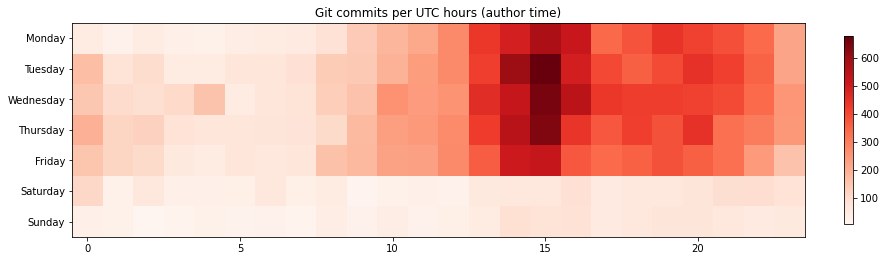 Git commits per UTC hours (author time)
Monday
Tuesday
Wednesday
Thursday
Friday
Saturday
Sunday
0 5 10 15 20
600
500
400
300
200
100